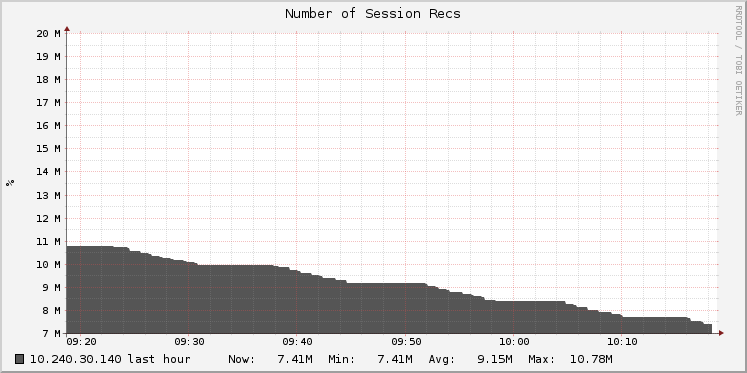 Number of Session Recs
RRDTOOL / TOBI OETIKER
20 M
19 M
18 M
17 M
16 M
15 M
14 M
13 M
12 M
11 M
10 M
9 M
8 M
7 M
%
09:20 09:30 09:40 09:50 10:00 10:10
10.240.30.140 last hour Now: 7.41M Min: 7.41M Avg: 9.15M Max: 10.78M